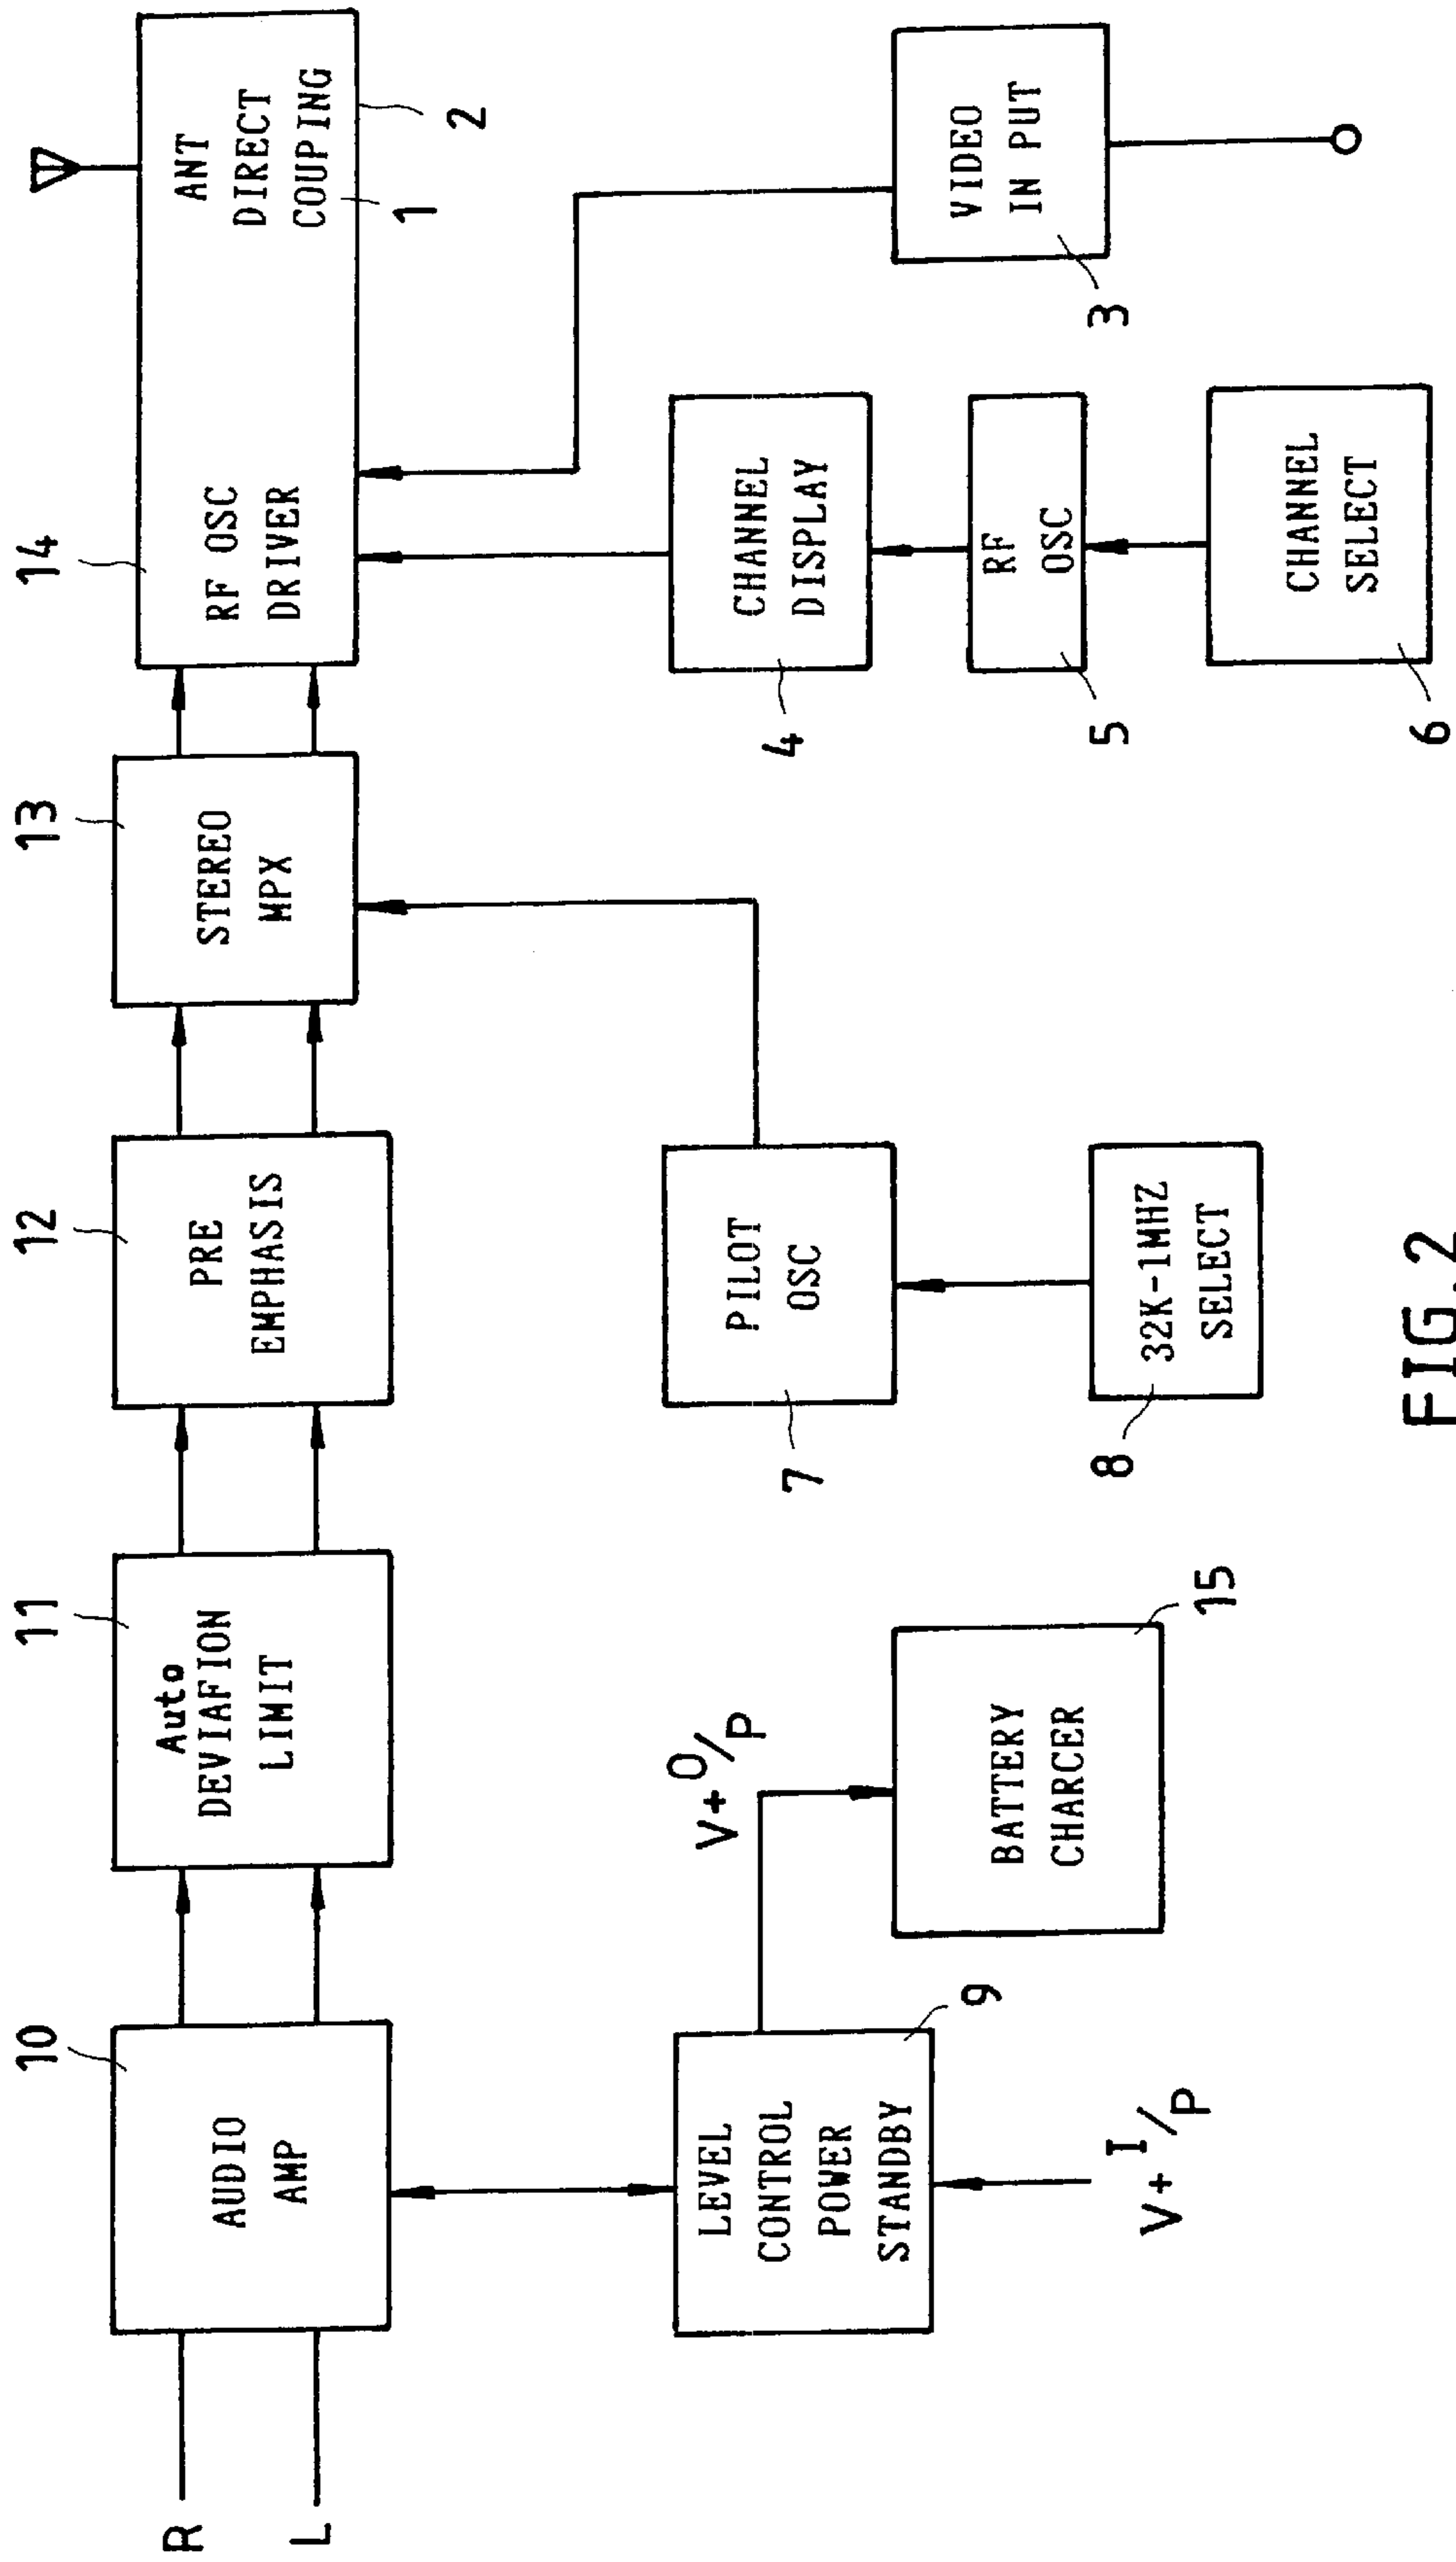 14
RF OSC
DRIVER
ANT
DIRECT
COUPING
1
2
13
STEREO
MPX
12
PRE
EMPHASIS
11
Auto
DEVIAFION
LIMIT
10
AUDIO
AMP
R
L
LEVEL
CONTROL
POWER
STANDBY
9
V+O/P
V+I/P
BATTERY
CHARCER
15
PILOT
OSC
7
32K-1MHZ
SELECT
8
CHANNEL
DISPLAY
4
RF
OSC
5
CHANNEL
SELECT
6
VIDEO
IN PUT
3
FIG.2